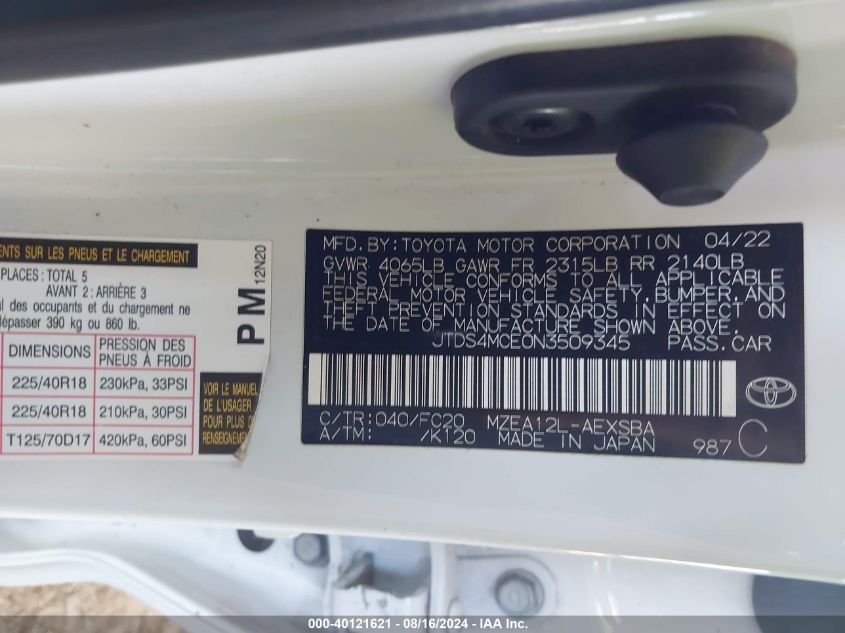 ENTS SUR LES PNEUS ET LE CHARGEMENT
PLACES : TOTAL 5
AVANT 2 : ARRIÈRE 3
al des occupants et du chargement ne
dépasser 390 kg ou 860 lb.
DIMENSIONS PRESSION DES PNEUS À FROID
225/40R18 230kPa, 33PSI
225/40R18 210kPa, 30PSI
T125/70D17 420kPa, 60PSI
PM 12N20
VOIR LE MANUEL
DE L'USAGER
POUR PLUS DE
RENSEIGNEMEN
MFD. BY: TOYOTA MOTOR CORPORATION 04/22
GVWR 4065LB GAWR FR 2315LB RR 2140LB
THIS VEHICLE CONFORMS TO ALL APPLICABLE
FEDERAL MOTOR VEHICLE SAFETY, BUMPER, AND
THEFT PREVENTION STANDARDS IN EFFECT ON
THE DATE OF MANUFACTURE SHOWN ABOVE.
JTDS4MCE0N3509345 PASS. CAR
C/TR: 040/FC20 MZEA12L-AEXSBA
A/TM: /K120 MADE IN JAPAN 987 C
000-40121621 - 08/16/2024 - IAA Inc.